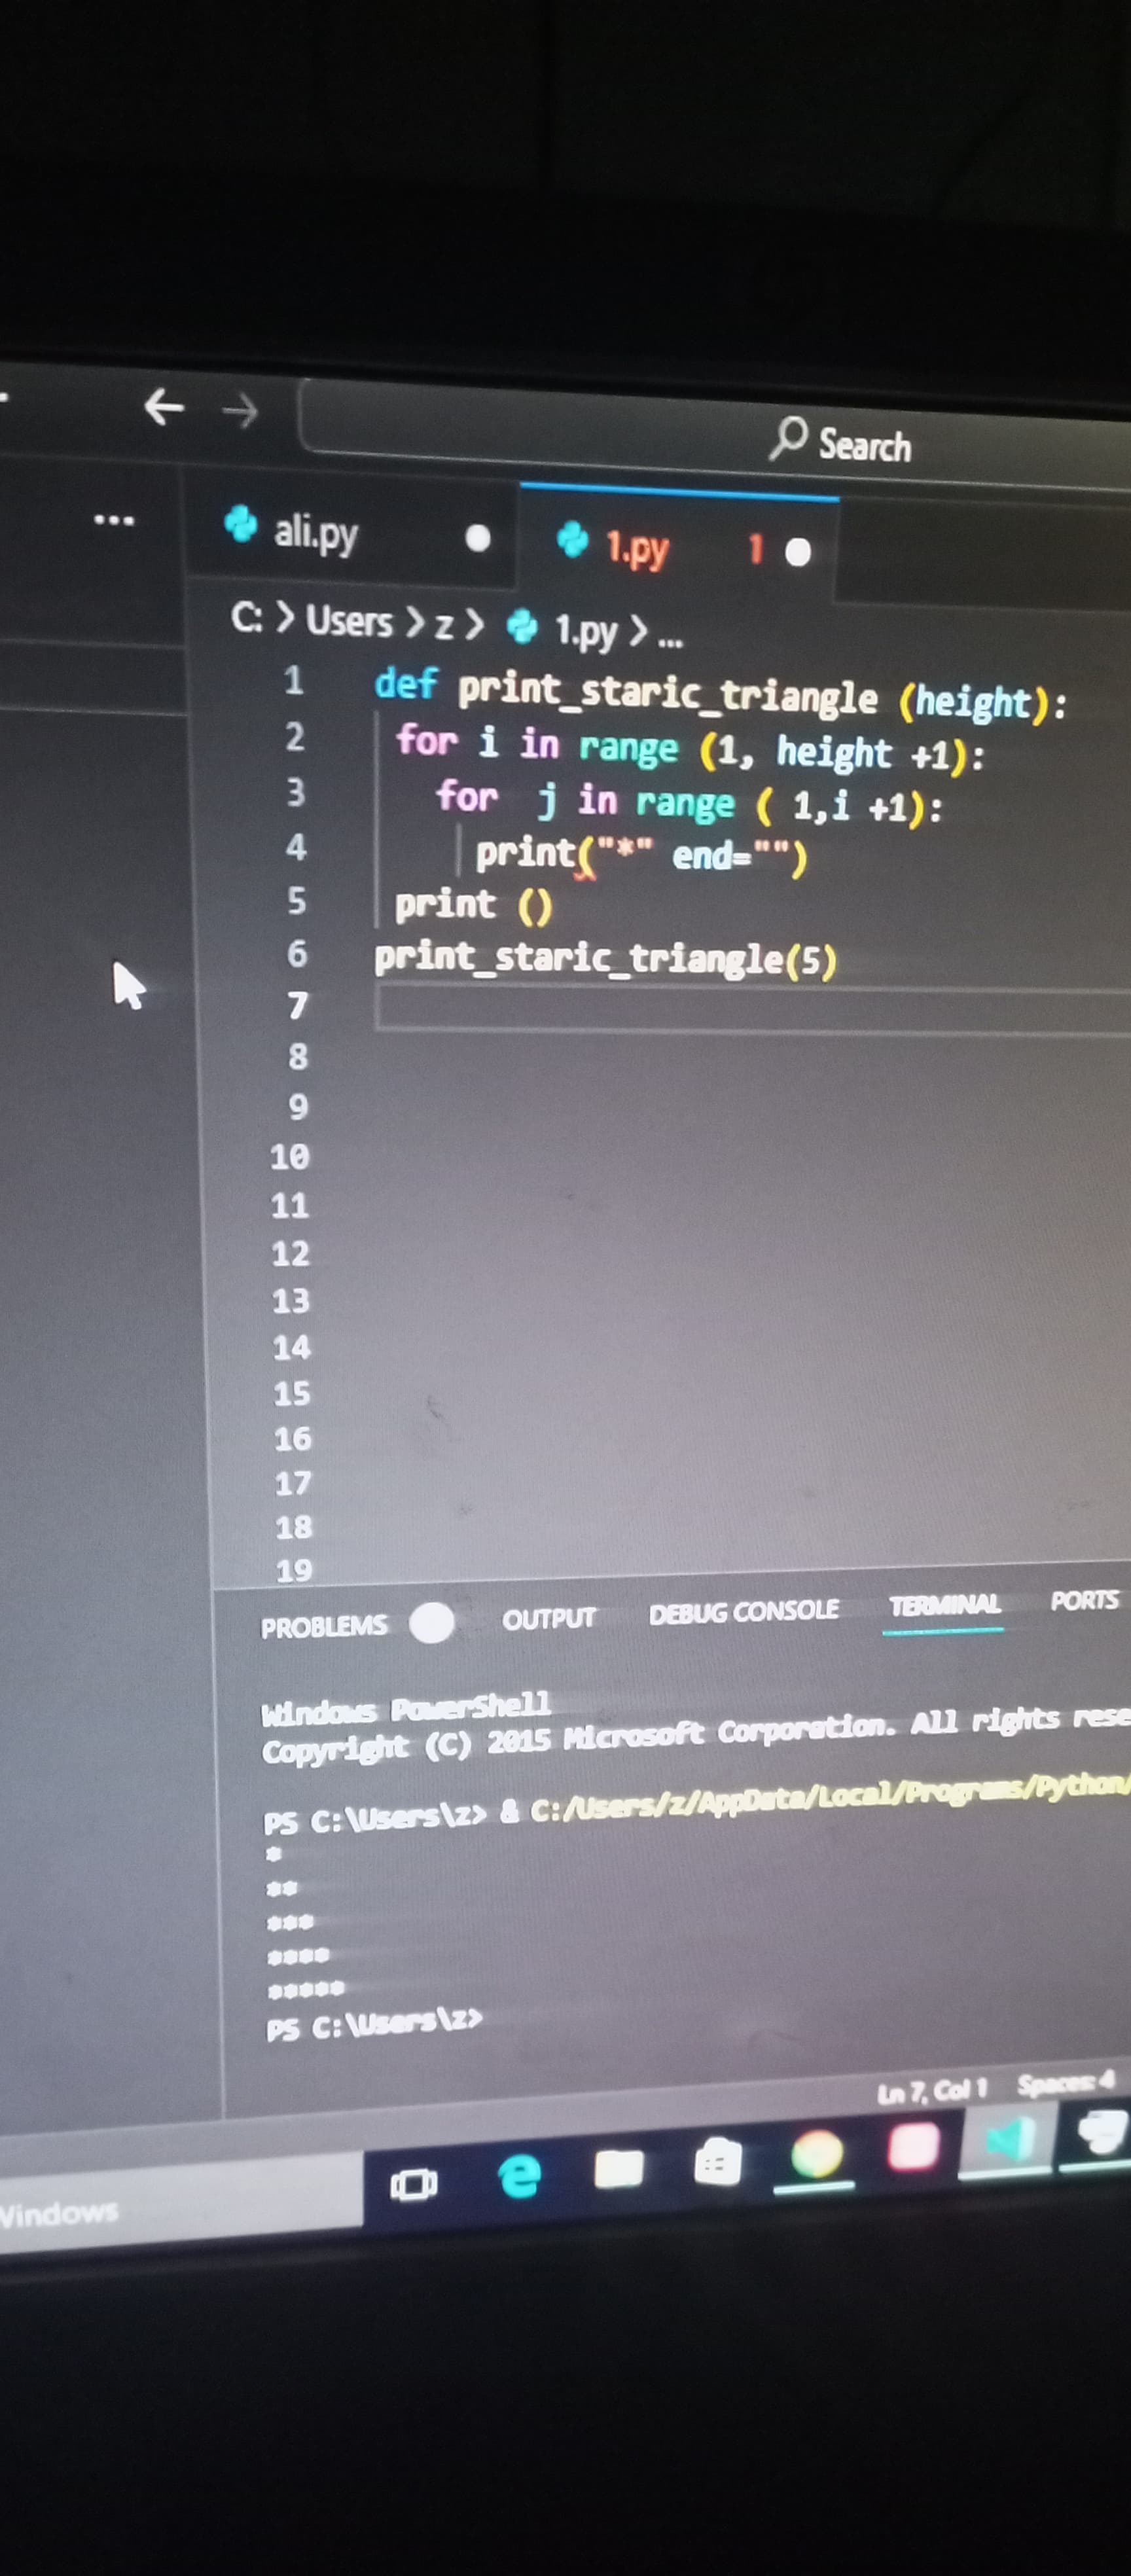 Search
ali.py
1.py 1
C: > Users > z > 1.py > ...
1 def print_staric_triangle (height):
2 for i in range (1, height +1):
3 for j in range ( 1,i +1):
4 print("*" end="")
5 print ()
6 print_staric_triangle(5)
7
8
9
10
11
12
13
14
15
16
17
18
19
PROBLEMS OUTPUT DEBUG CONSOLE TERMINAL PORTS
Windows PowerShell
Copyright (C) 2015 Microsoft Corporation. All rights rese
PS C:\Users\z> & C:/Users/z/AppData/Local/Programs/Python/
*
**
***
****
*****
PS C:\Users\z>
Ln 7, Col 1 Spaces: 4
Windows